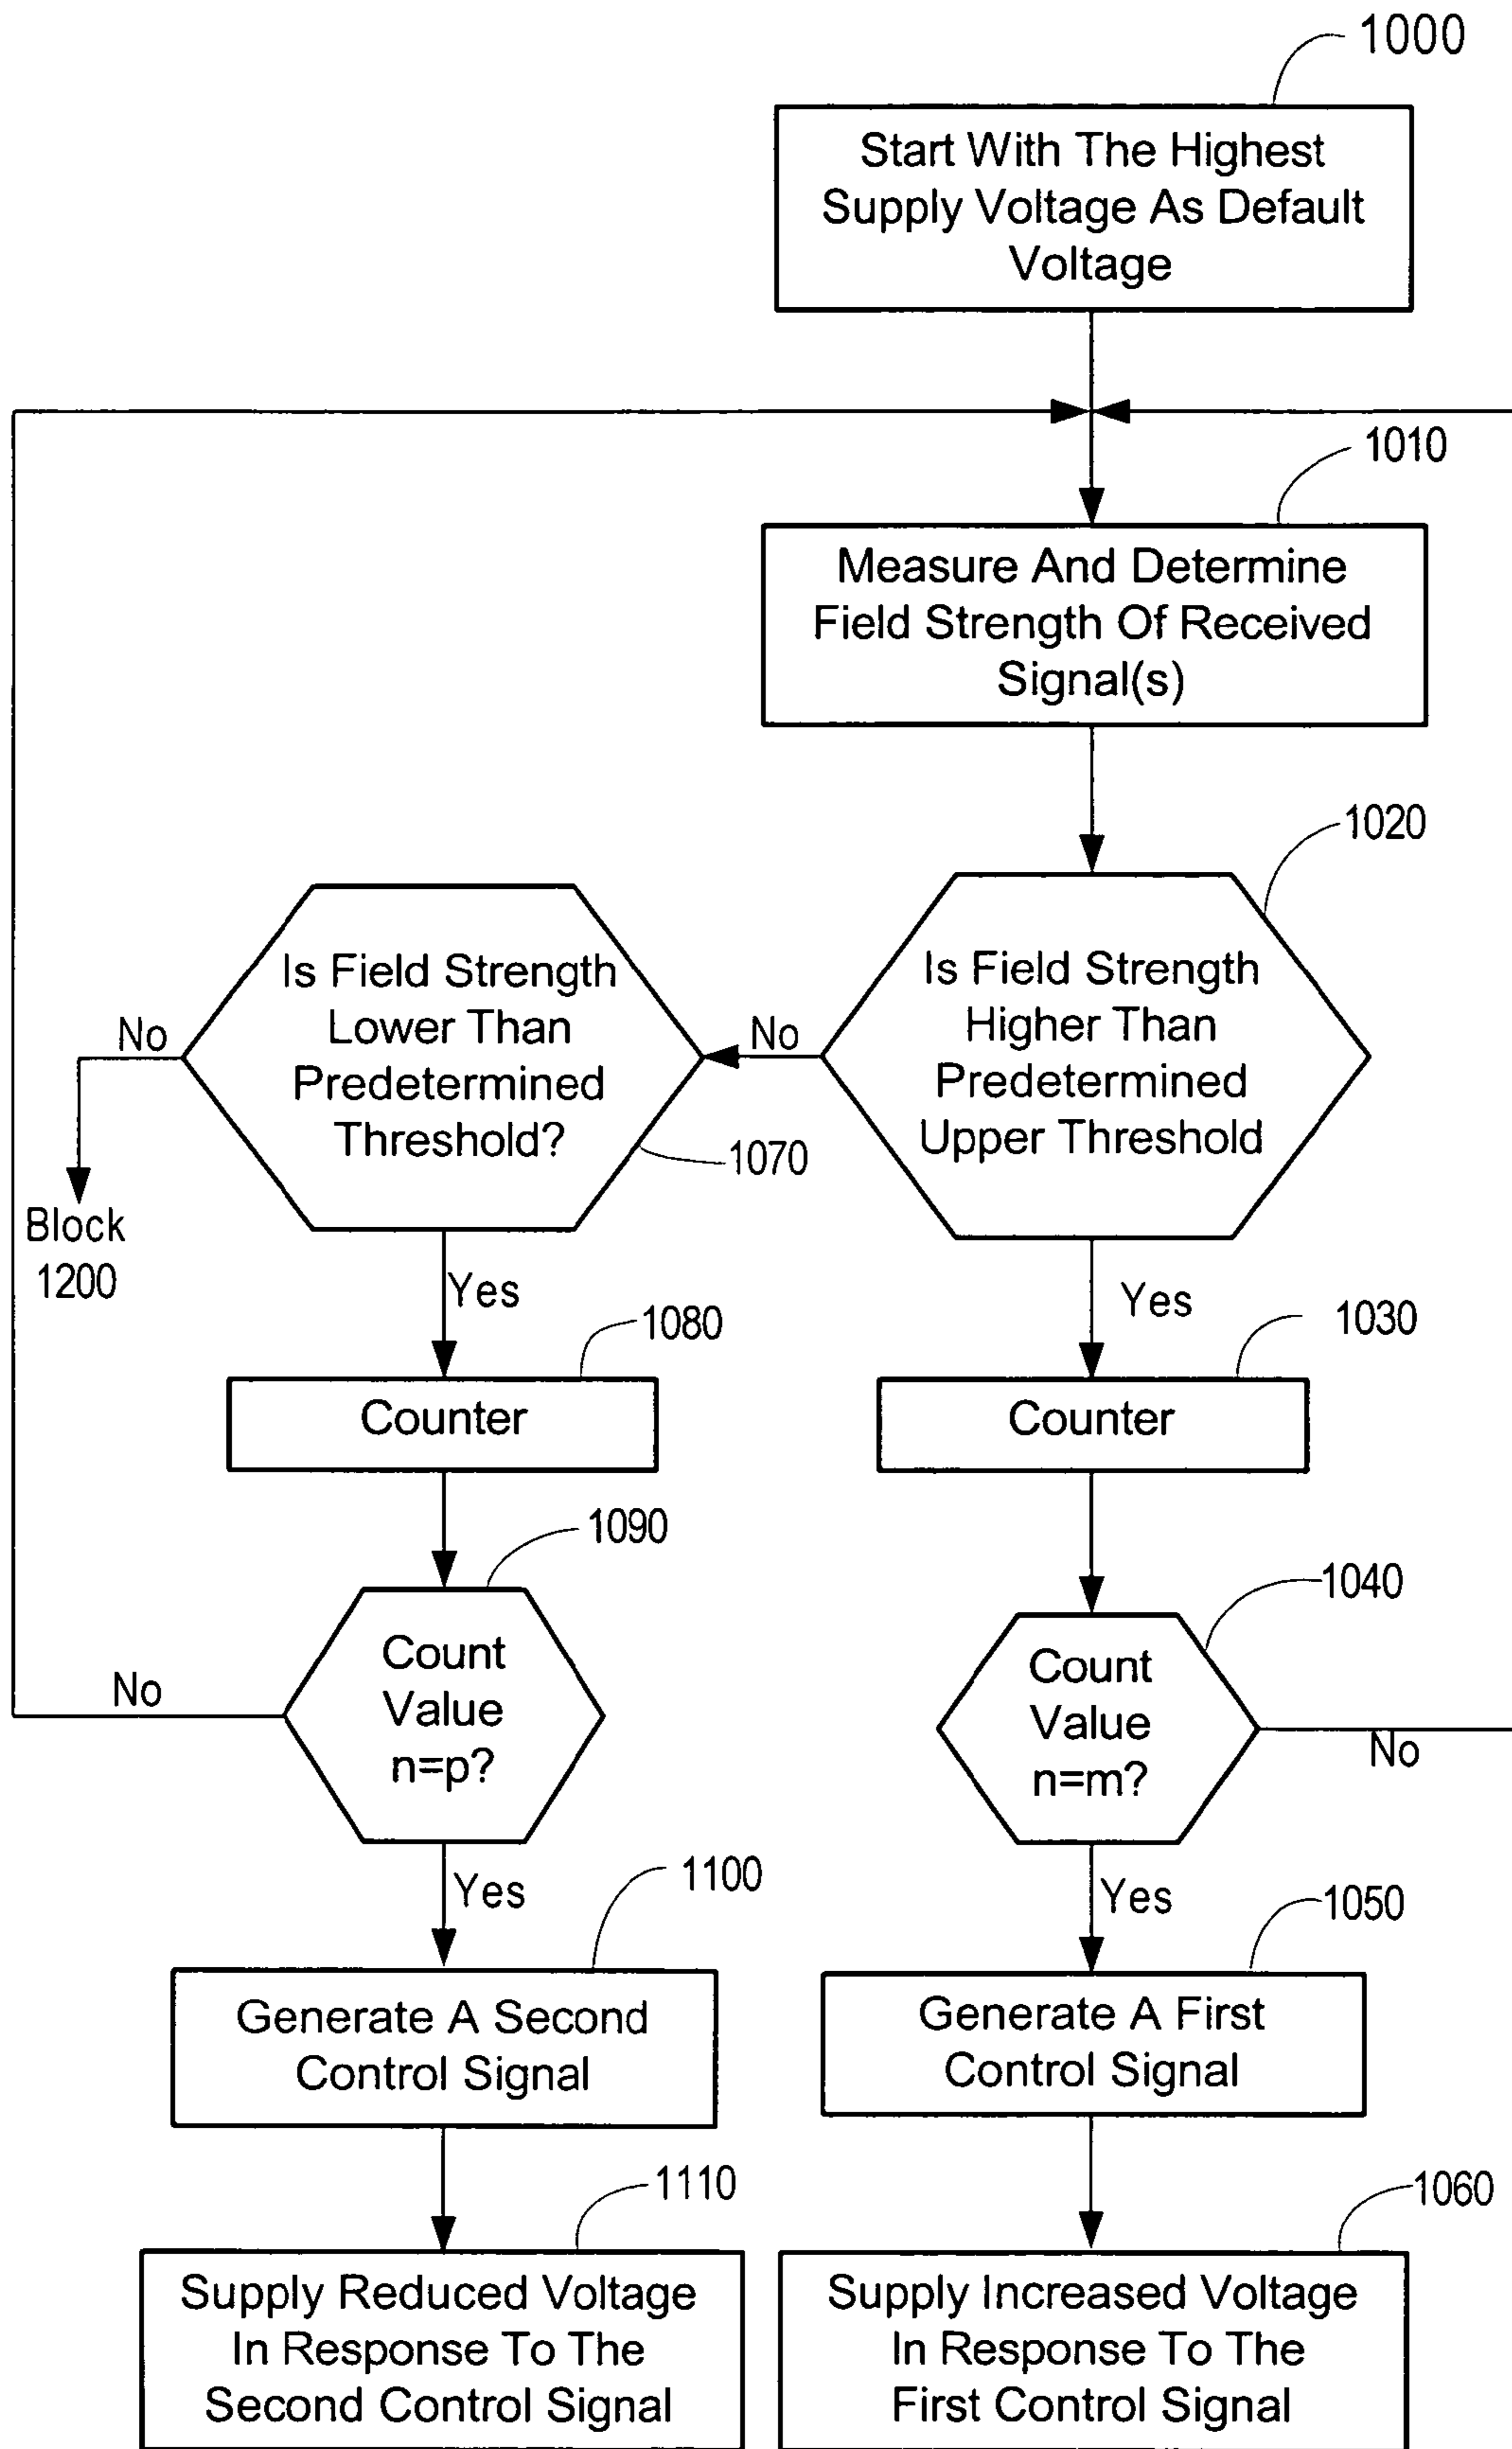 1000
Start With The Highest
Supply Voltage As Default
Voltage
1010
Measure And Determine
Field Strength Of Received
Signal(s)
1020
Is Field Strength
Higher Than
Predetermined
Upper Threshold
No
Is Field Strength
Lower Than
Predetermined
Threshold?
1070
No
Block
1200
Yes
1080
Counter
1090
Count
Value
n=p?
No
Yes
1100
Generate A Second
Control Signal
1110
Supply Reduced Voltage
In Response To The
Second Control Signal
Yes
1030
Counter
1040
Count
Value
n=m?
No
Yes
1050
Generate A First
Control Signal
1060
Supply Increased Voltage
In Response To The
First Control Signal